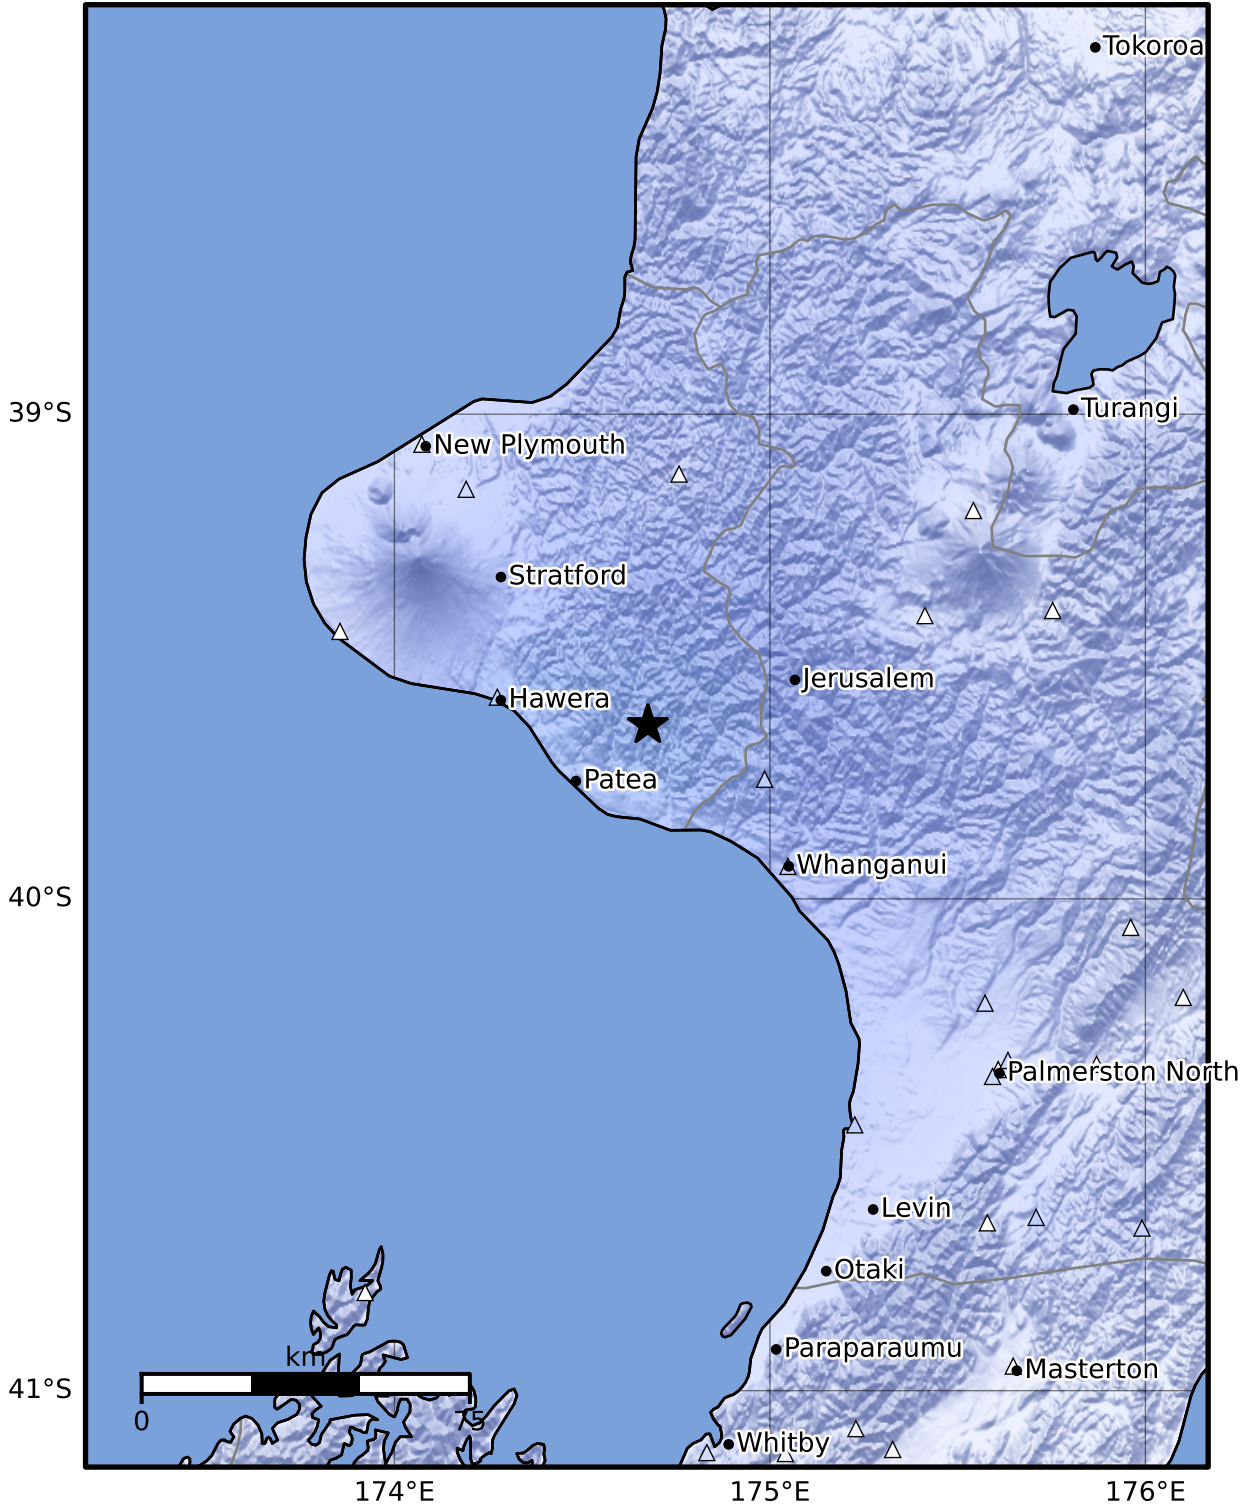 Tokoroa
39°S
Turangi
New Plymouth
Stratford
Jerusalem
Hawera
Patea
Whanganui
40°S
Palmerston North
Levin
Otaki
Paraparaumu
km
Masterton
41°S
0
75
Whitby
174°E
175°E
176°E